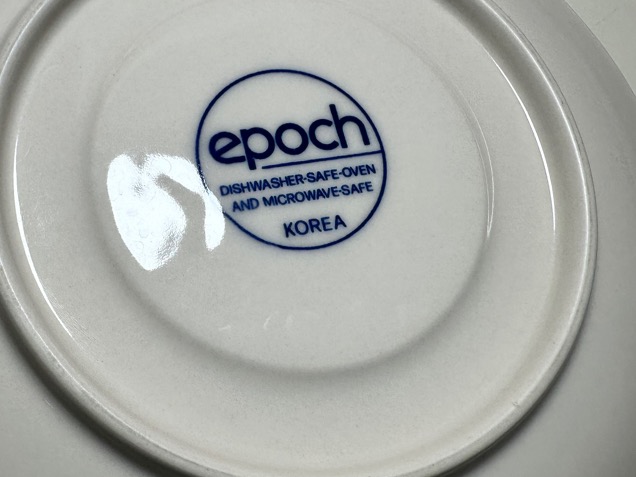 epoch
DISHWASHER-SAFE-OVEN
AND MICROWAVE-SAFE
KOREA